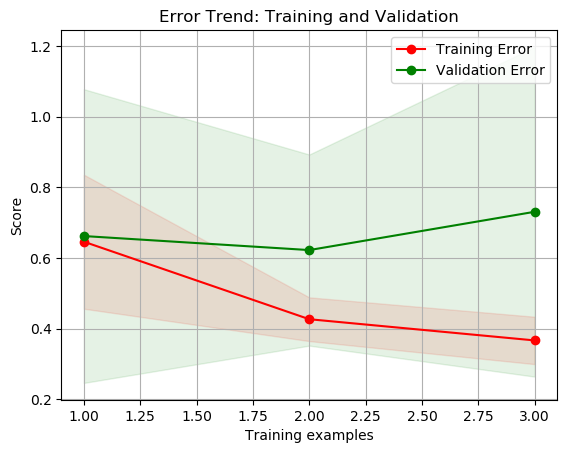 Error Trend: Training and Validation
Training Error
Validation Error
1.2
1.0
0.8
0.6
0.4
0.2
Score
1.00 1.25 1.50 1.75 2.00 2.25 2.50 2.75 3.00
Training examples